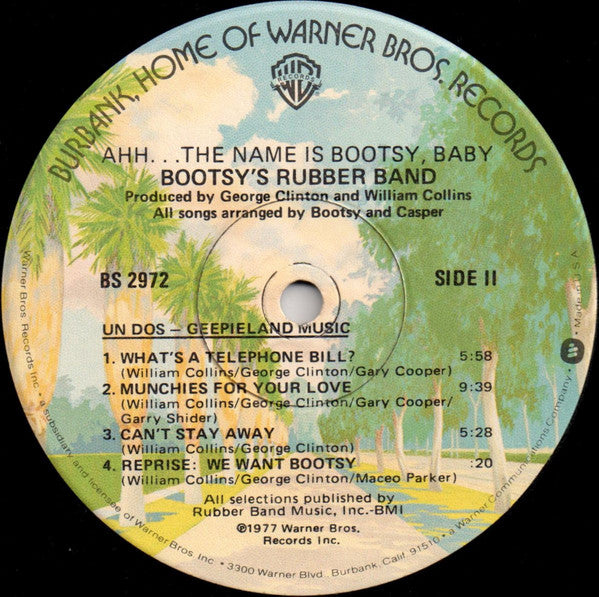 BURBANK, HOME OF WARNER BROS. RECORDS
RECORDS
AHH. . .THE NAME IS BOOTSY, BABY
BOOTSY'S RUBBER BAND
Produced by George Clinton and William Collins
All songs arranged by Bootsy and Casper
BS 2972
SIDE II
UN DOS – GEEPIELAND MUSIC
1. WHAT'S A TELEPHONE BILL? 5:58
(William Collins/George Clinton/Gary Cooper)
2. MUNCHIES FOR YOUR LOVE 9:39
(William Collins/George Clinton/Gary Cooper/
Garry Shider)
3. CAN'T STAY AWAY 5:28
(William Collins/George Clinton)
4. REPRISE: WE WANT BOOTSY :20
(William Collins/George Clinton/Maceo Parker)
All selections published by
Rubber Band Music, Inc.-BMI
℗1977 Warner Bros.
Records Inc.
Warner Bros. Records Inc. • a subsidiary and licensee of Warner Bros. Inc. • 3300 Warner Blvd., Burbank, Calif. 91510 • a Warner Communications Company • Made in U.S.A.